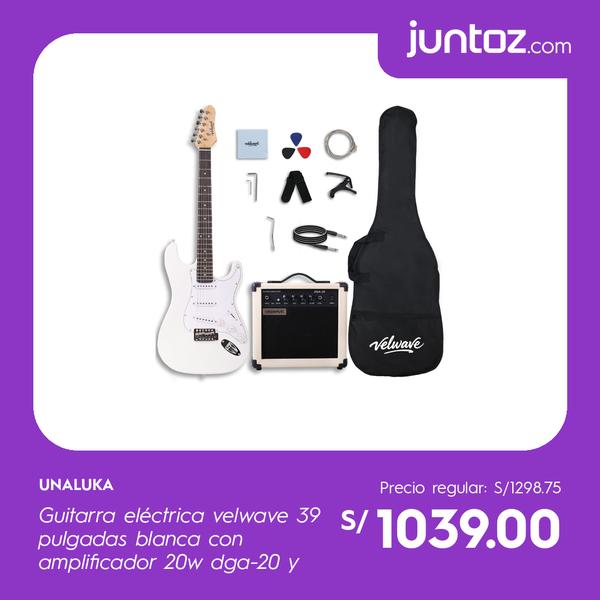 juntoz.com
velwave
Velwave
UNALUKA
Guitarra eléctrica velwave 39
pulgadas blanca con
amplificador 20w dga-20 y
Precio regular: S/1298.75
S/ 1039.00